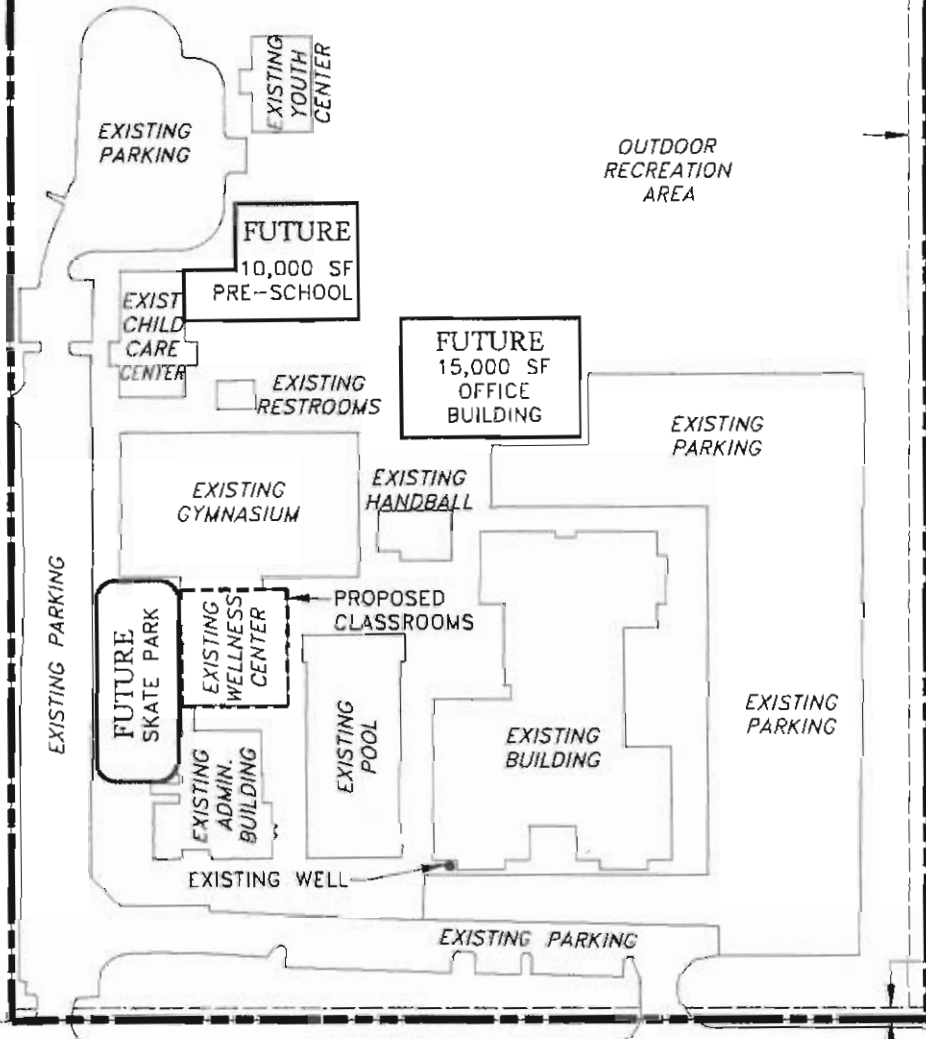 EXISTING
YOUTH
CENTER
EXISTING
PARKING
OUTDOOR
RECREATION
AREA
FUTURE
10,000 SF
PRE-SCHOOL
EXIST
CHILD
CARE
CENTER
FUTURE
15,000 SF
OFFICE
BUILDING
EXISTING
RESTROOMS
EXISTING
PARKING
EXISTING
GYMNASIUM
EXISTING
HANDBALL
EXISTING PARKING
FUTURE
SKATE PARK
EXISTING
WELLNESS
CENTER
PROPOSED
CLASSROOMS
EXISTING
POOL
EXISTING
BUILDING
EXISTING
PARKING
EXISTING
ADMIN.
BUILDING
EXISTING WELL
EXISTING PARKING